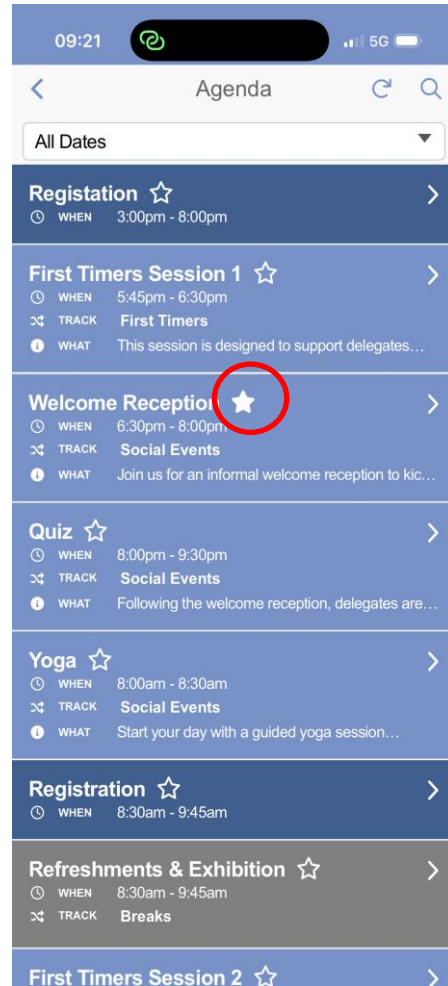 09:21 5G
Agenda
All Dates
Registation
WHEN 3:00pm - 8:00pm
First Timers Session 1
WHEN 5:45pm - 6:30pm
TRACK First Timers
WHAT This session is designed to support delegates…
Welcome Reception
WHEN 6:30pm - 8:00pm
TRACK Social Events
WHAT Join us for an informal welcome reception to kic…
Quiz
WHEN 8:00pm - 9:30pm
TRACK Social Events
WHAT Following the welcome reception, delegates are…
Yoga
WHEN 8:00am - 8:30am
TRACK Social Events
WHAT Start your day with a guided yoga session…
Registration
WHEN 8:30am - 9:45am
Refreshments & Exhibition
WHEN 8:30am - 9:45am
TRACK Breaks
First Timers Session 2